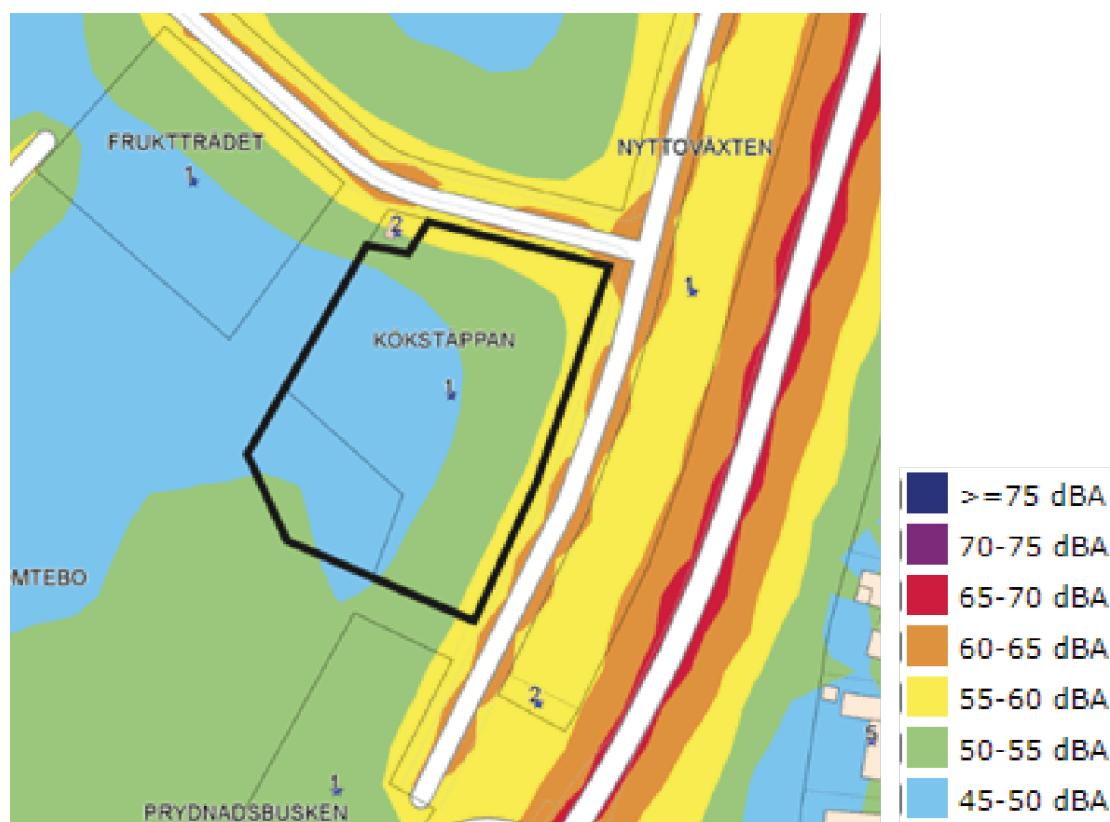 FRUKTTRÄDET
1
NYTTOVÄXTEN
2
1
KÖKSTÄPPAN
1
MTEBO
2
5
1
PRYDNADSBUSKEN
>=75 dBA
70-75 dBA
65-70 dBA
60-65 dBA
55-60 dBA
50-55 dBA
45-50 dBA